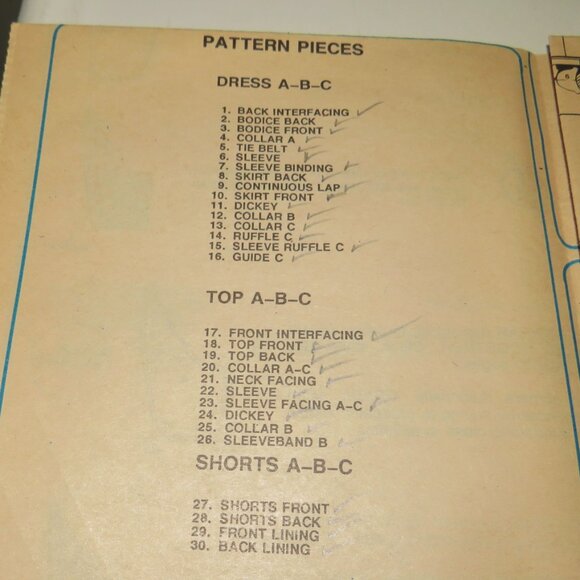 PATTERN PIECES
DRESS A-B-C
1. BACK INTERFACING
2. BODICE BACK
3. BODICE FRONT
4. COLLAR A
5. TIE BELT
6. SLEEVE
7. SLEEVE BINDING
8. SKIRT BACK
9. CONTINUOUS LAP
10. SKIRT FRONT
11. DICKEY
12. COLLAR B
13. COLLAR C
14. RUFFLE C
15. SLEEVE RUFFLE C
16. GUIDE C
TOP A-B-C
17. FRONT INTERFACING
18. TOP FRONT
19. TOP BACK
20. COLLAR A-C
21. NECK FACING
22. SLEEVE
23. SLEEVE FACING A-C
24. DICKEY
25. COLLAR B
26. SLEEVEBAND B
SHORTS A-B-C
27. SHORTS FRONT
28. SHORTS BACK
29. FRONT LINING
30. BACK LINING